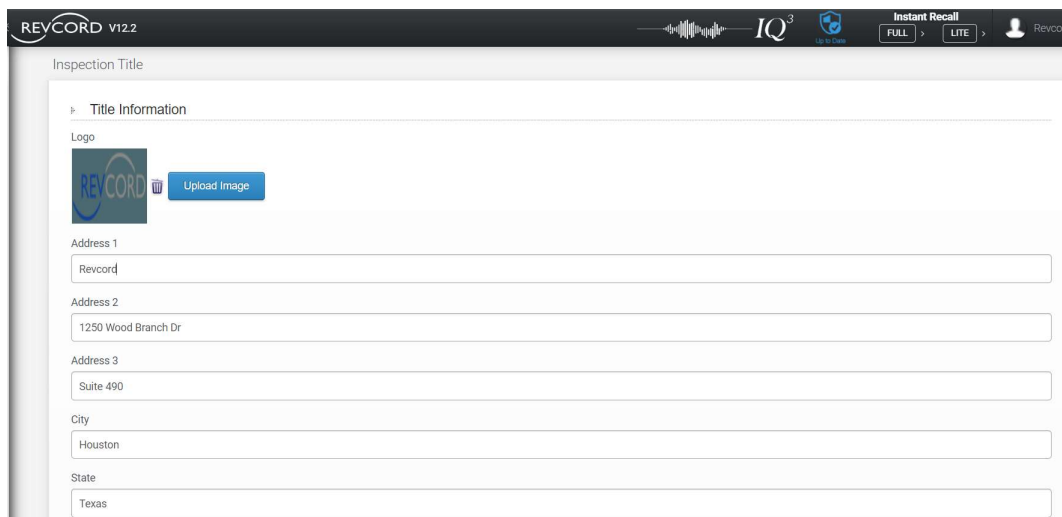 REVCORD V12.2
IQ3
Up to Date
Instant Recall
FULL >
LITE >
Revco
Inspection Title
Title Information
Logo
REVCORD
Upload Image
Address 1
Revcord
Address 2
1250 Wood Branch Dr
Address 3
Suite 490
City
Houston
State
Texas